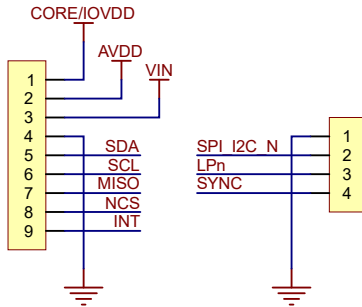 CORE/IOVDD
AVDD
VIN
1
2
3
4
5 SDA
6 SCL
7 MISO
8 NCS
9 INT
1
SPI_I2C_N 2
LPn 3
SYNC 4